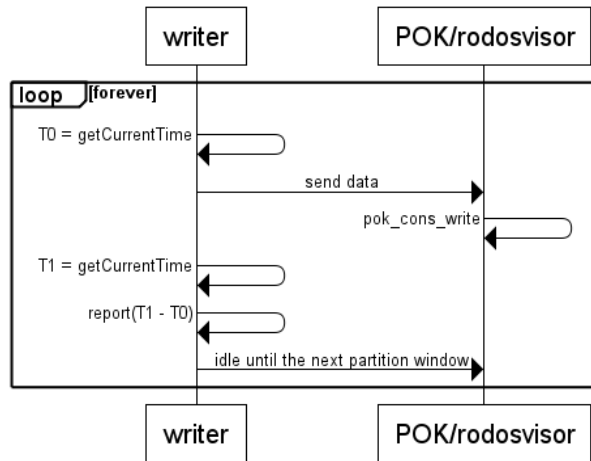 writer
POK/rodosvisor
loop
[forever]
T0 = getCurrentTime
send data
pok_cons_write
T1 = getCurrentTime
report(T1 - T0)
idle until the next partition window
writer
POK/rodosvisor